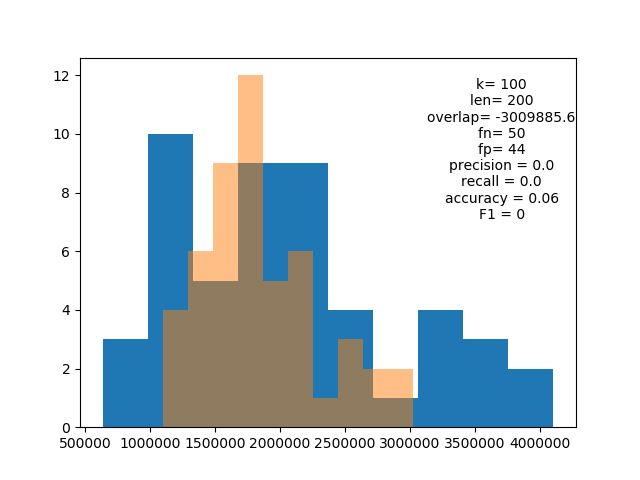 12
10
8
6
4
2
0
k= 100
len= 200
overlap= -3009885.6
fn= 50
fp= 44
precision = 0.0
recall = 0.0
accuracy = 0.06
F1 = 0
500000 1000000 1500000 2000000 2500000 3000000 3500000 4000000